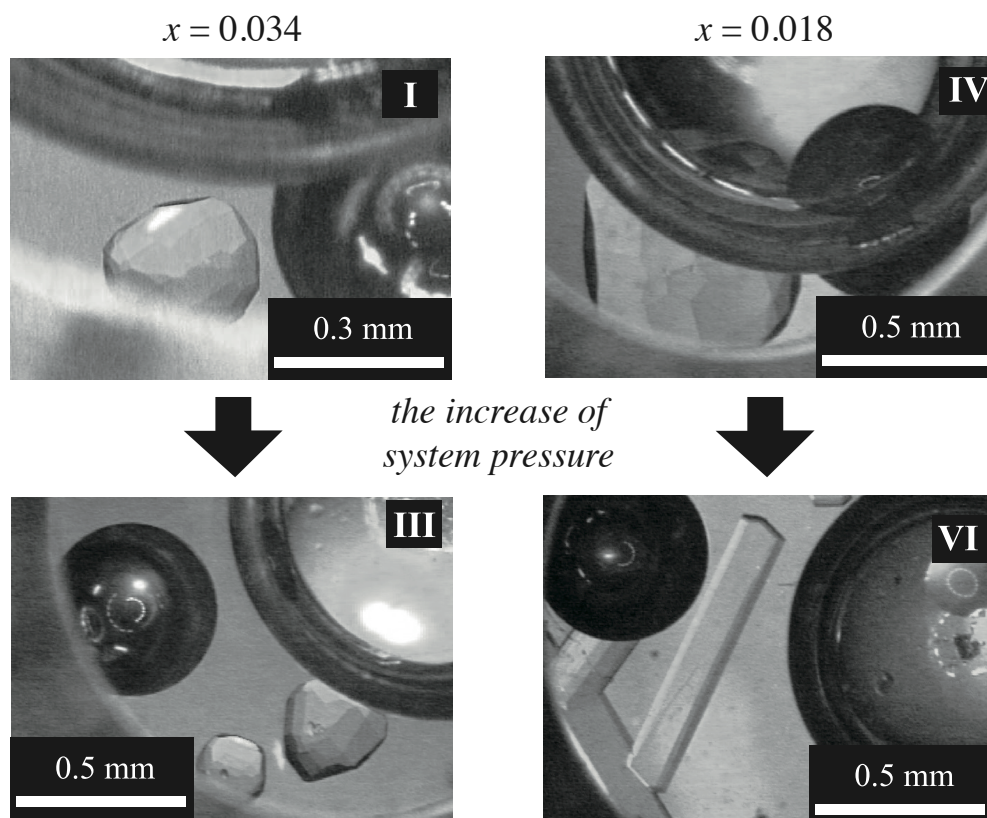 x = 0.034
x = 0.018
I
IV
0.3 mm
0.5 mm
the increase of
system pressure
III
VI
0.5 mm
0.5 mm